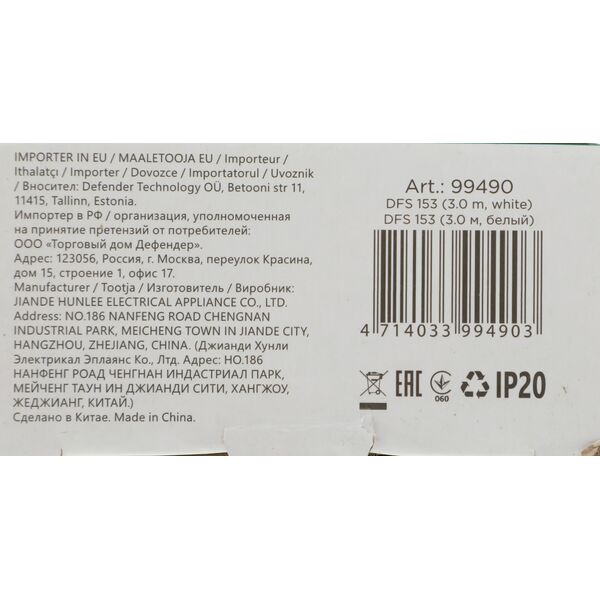 IMPORTER IN EU / MAALETOOJA EU / Importeur /
Ithalatçı / Importer / Dovozce / Importatorul / Uvoznik
/ Вносител: Defender Technology OÜ, Betooni str 11,
11415, Tallinn, Estonia.
Импортер в РФ / организация, уполномоченная
на принятие претензий от потребителей:
ООО «Торговый дом Дефендер».
Адрес: 123056, Россия, г. Москва, переулок Красина,
дом 15, строение 1, офис 17.
Manufacturer / Tootja / Изготовитель / Виробник:
JIANDE HUNLEE ELECTRICAL APPLIANCE CO., LTD.
Address: NO.186 NANFENG ROAD CHENGNAN
INDUSTRIAL PARK, MEICHENG TOWN IN JIANDE CITY,
HANGZHOU, ZHEJIANG, CHINA. (Джианди Хунли
Электрикал Эплаянс Ко., Лтд. Адрес: НО.186
НАНФЕНГ РОАД ЧЕНГНАН ИНДАСТРИАЛ ПАРК,
МЕЙЧЕНГ ТАУН ИН ДЖИАНДИ СИТИ, ХАНГЖОУ,
ЖЕДЖИАНГ, КИТАЙ.)
Сделано в Китае. Made in China.
Art.: 99490
DFS 153 (3.0 m, white)
DFS 153 (3.0 м, белый)
4 714033 994903
EAC 060 IP20